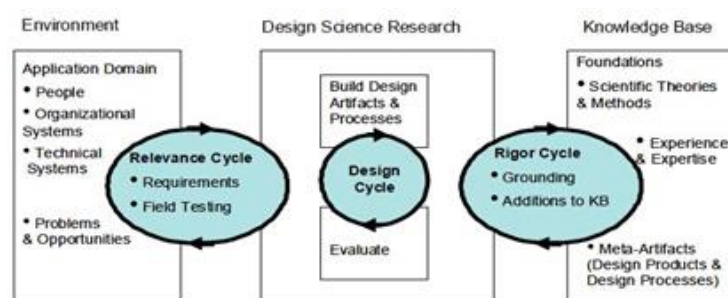 Environment
Design Science Research
Knowledge Base
Application Domain
• People
• Organizational
Systems
• Technical
Systems
• Problems
& Opportunities
Relevance Cycle
• Requirements
• Field Testing
Build Design
Artifacts &
Processes
Design
Cycle
Evaluate
Rigor Cycle
• Grounding
• Additions to KB
Foundations
• Scientific Theories
& Methods
• Experience
& Expertise
• Meta-Artifacts
(Design Products &
Design Processes)